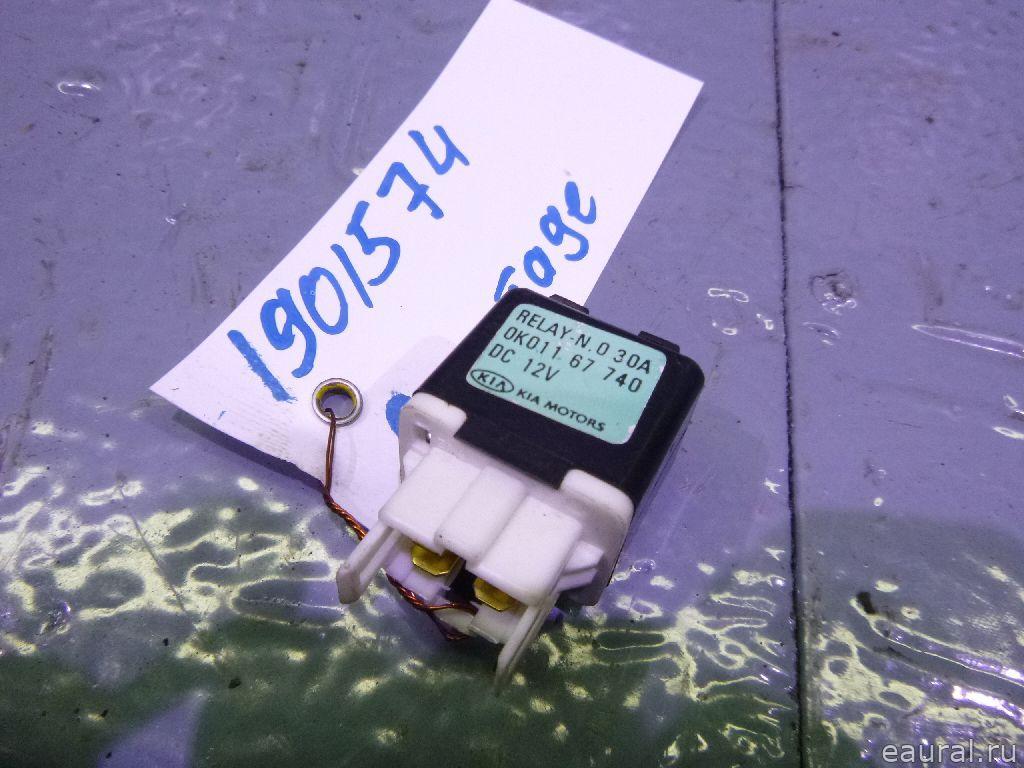 1901574
RELAY-N.O 30A
0K011 67 740
DC 12V
KIA KIA MOTORS
eaural.ru